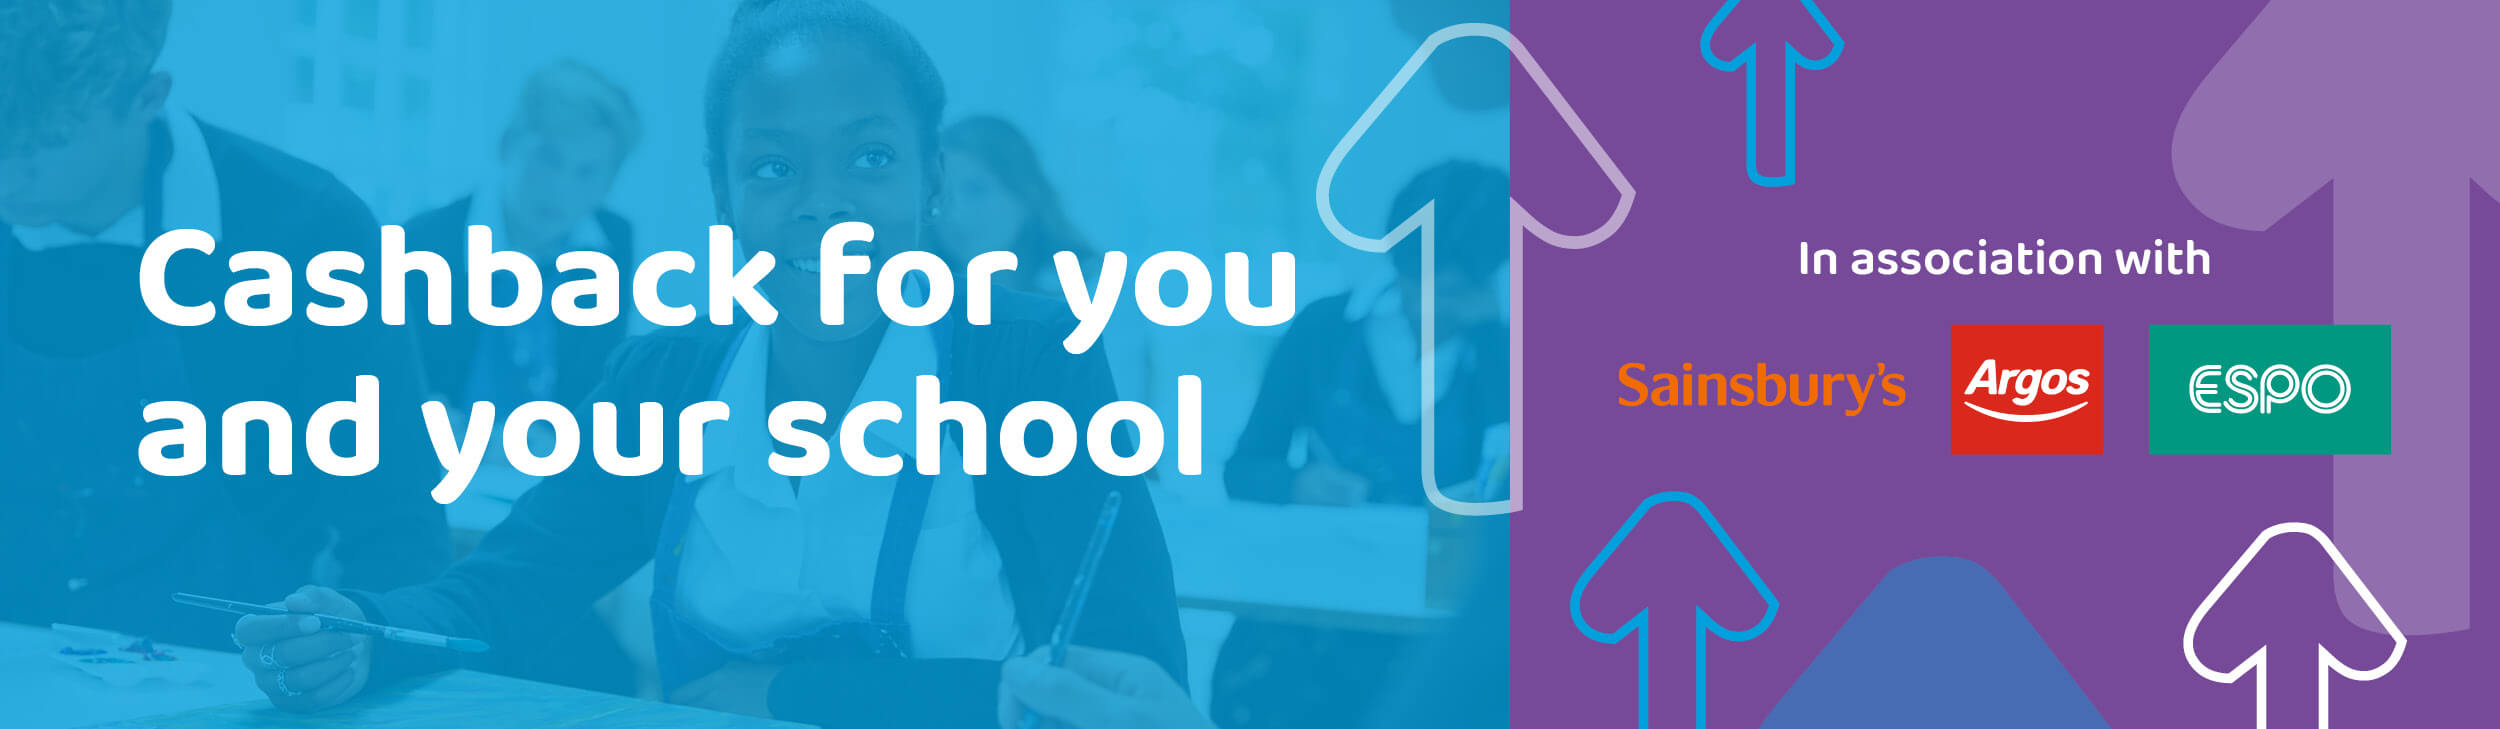 Cashback for you
and your school
In association with
Sainsbury's
Argos
ESPO